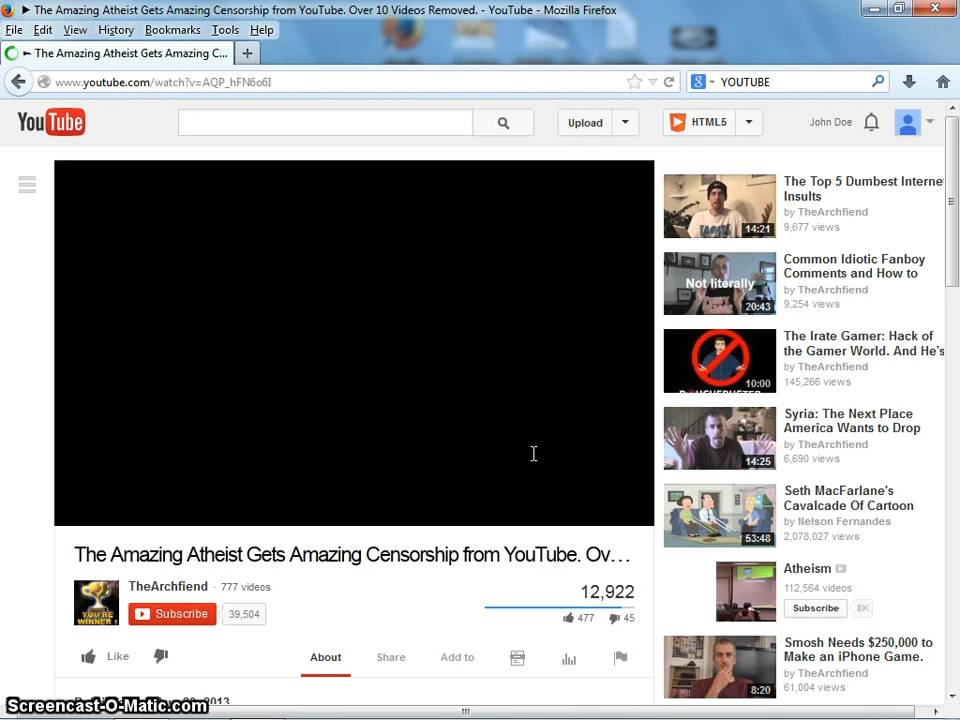 ► The Amazing Atheist Gets Amazing Censorship from YouTube. Over 10 Videos Removed. - YouTube - Mozilla Firefox
File Edit View History Bookmarks Tools Help
► The Amazing Atheist Gets Amazing C...
www.youtube.com/watch?v=AQP_hFN6o6I
YOUTUBE
YouTube
Upload
HTML5
John Doe
The Top 5 Dumbest Internet
Insults
by TheArchfiend
9,677 views
14:21
Common Idiotic Fanboy
Comments and How to
by TheArchfiend
9,254 views
Not literally
20:43
The Irate Gamer: Hack of
the Gamer World. And He's
by TheArchfiend
145,266 views
10:00
Syria: The Next Place
America Wants to Drop
by TheArchfiend
6,690 views
14:25
Seth MacFarlane's
Cavalcade Of Cartoon
by Nelson Fernandes
2,078,027 views
53:48
Atheism
112,564 views
Subscribe 8K
Smosh Needs $250,000 to
Make an iPhone Game.
by TheArchfiend
61,004 views
8:20
The Amazing Atheist Gets Amazing Censorship from YouTube. Ov...
YOU'RE
WINNER !
TheArchfiend · 777 videos
Subscribe 39,504
12,922
477 45
Like
About Share Add to
2013
Screencast-O-Matic.com